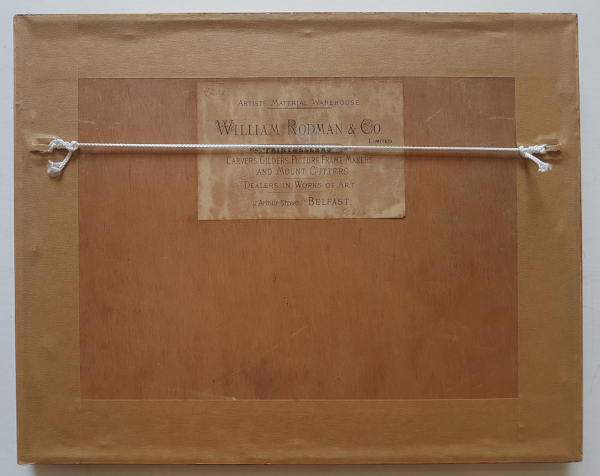 Artists Material Warehouse
William Rodman & Co.
Limited
Printsellers
Carvers, Gilders, Picture Frame Makers
and Mount Cutters
Dealers in Works of Art
Arthur Street, Belfast.